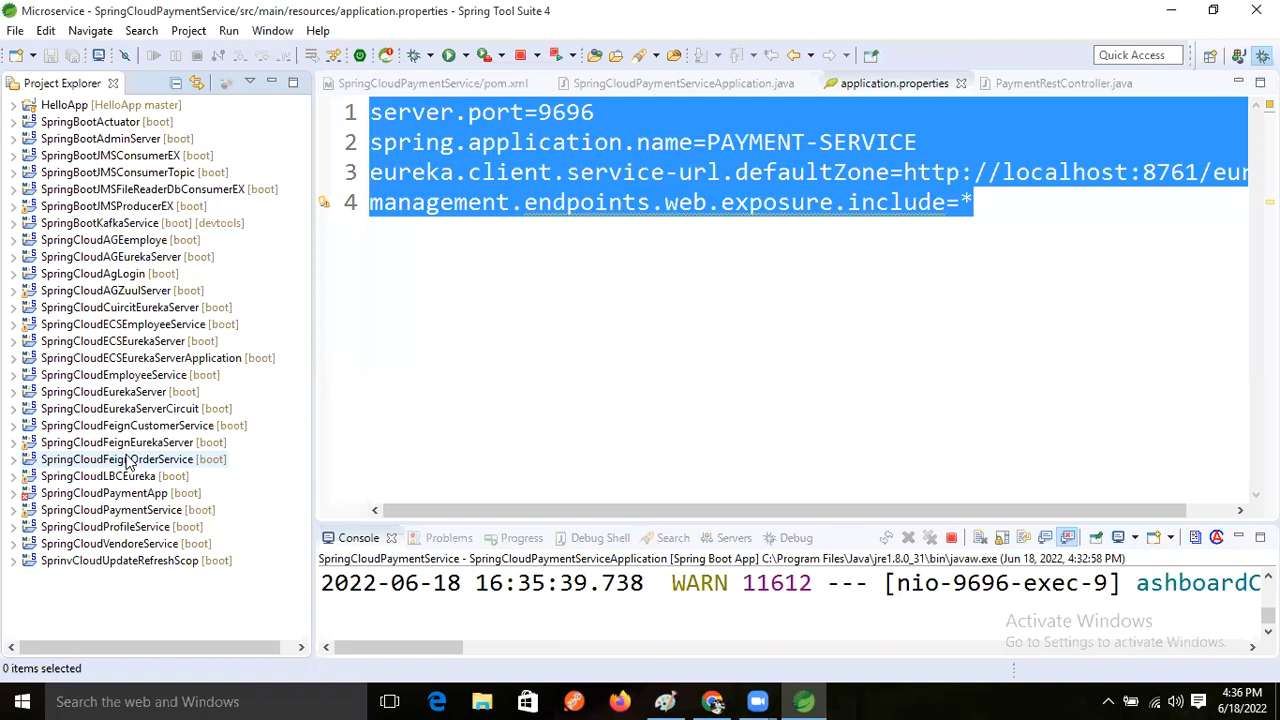 Microservice - SpringCloudPaymentService/src/main/resources/application.properties - Spring Tool Suite 4
File Edit Navigate Search Project Run Window Help
Quick Access
Project Explorer
SpringCloudPaymentService/pom.xml
SpringCloudPaymentServiceApplication.java
application.properties
PaymentRestController.java
HelloApp [HelloApp master]
SpringBootActuator [boot]
SpringBootAdminServer [boot]
SpringBootJMSConsumerEX [boot]
SpringBootJMSConsumerTopic [boot]
SpringBootJMSFileReaderDbConsumerEX [boot]
SpringBootJMSProducerEX [boot]
SpringBootKafkaService [boot] [devtools]
SpringCloudAGEemploye [boot]
SpringCloudAGEurekaServer [boot]
SpringCloudAgLogin [boot]
SpringCloudAGZuulServer [boot]
SpringCloudCuircitEurekaServer [boot]
SpringCloudECSEmployeeService [boot]
SpringCloudECSEurekaServer [boot]
SpringCloudECSEurekaServerApplication [boot]
SpringCloudEmployeeService [boot]
SpringCloudEurekaServer [boot]
SpringCloudEurekaServerCircuit [boot]
SpringCloudFeignCustomerService [boot]
SpringCloudFeignEurekaServer [boot]
SpringCloudFeignOrderService [boot]
SpringCloudLBCEureka [boot]
SpringCloudPaymentApp [boot]
SpringCloudPaymentService [boot]
SpringCloudProfileService [boot]
SpringCloudVendoreService [boot]
SprinvCloudUpdateRefreshScop [boot]
1 server.port=9696
2 spring.application.name=PAYMENT-SERVICE
3 eureka.client.service-url.defaultZone=http://localhost:8761/eur
4 management.endpoints.web.exposure.include=*
Console Problems Progress Debug Shell Search Servers Debug
SpringCloudPaymentService - SpringCloudPaymentServiceApplication [Spring Boot App] C:\Program Files\Java\jre1.8.0_31\bin\javaw.exe (Jun 18, 2022, 4:32:58 PM)
2022-06-18 16:35:39.738 WARN 11612 --- [nio-9696-exec-9] ashboardC
Activate Windows
Go to Settings to activate Windows.
0 items selected
Search the web and Windows
4:36 PM
6/18/2022